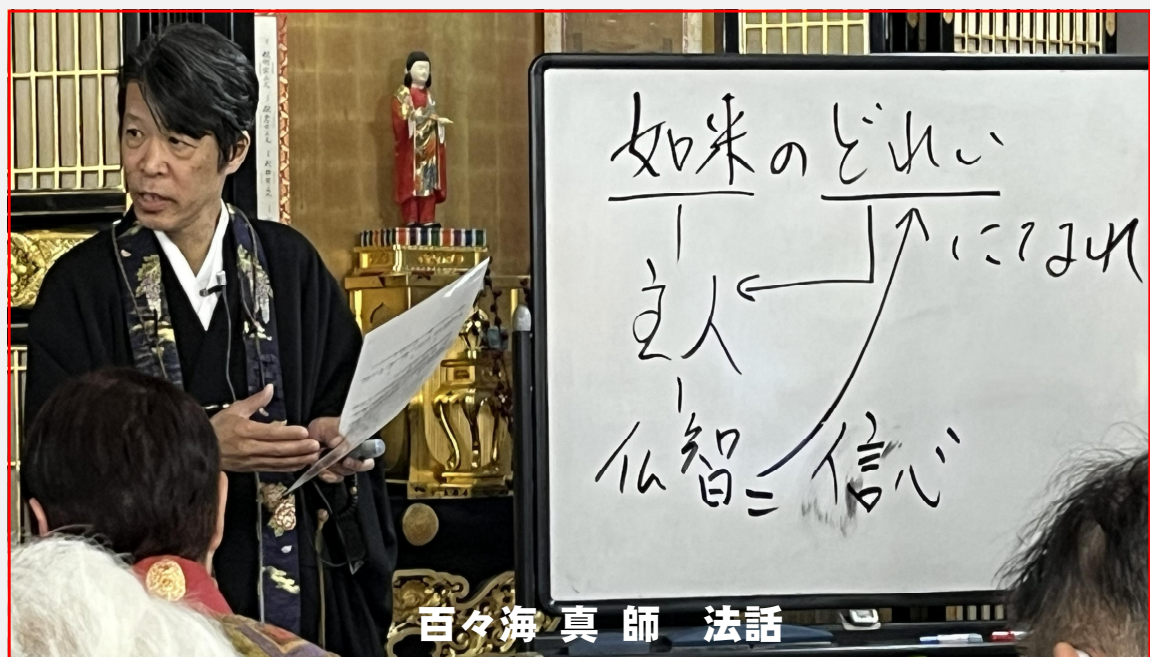 如来のどれい
になれ
主人
仏智=信心
百々海 真 師 法話